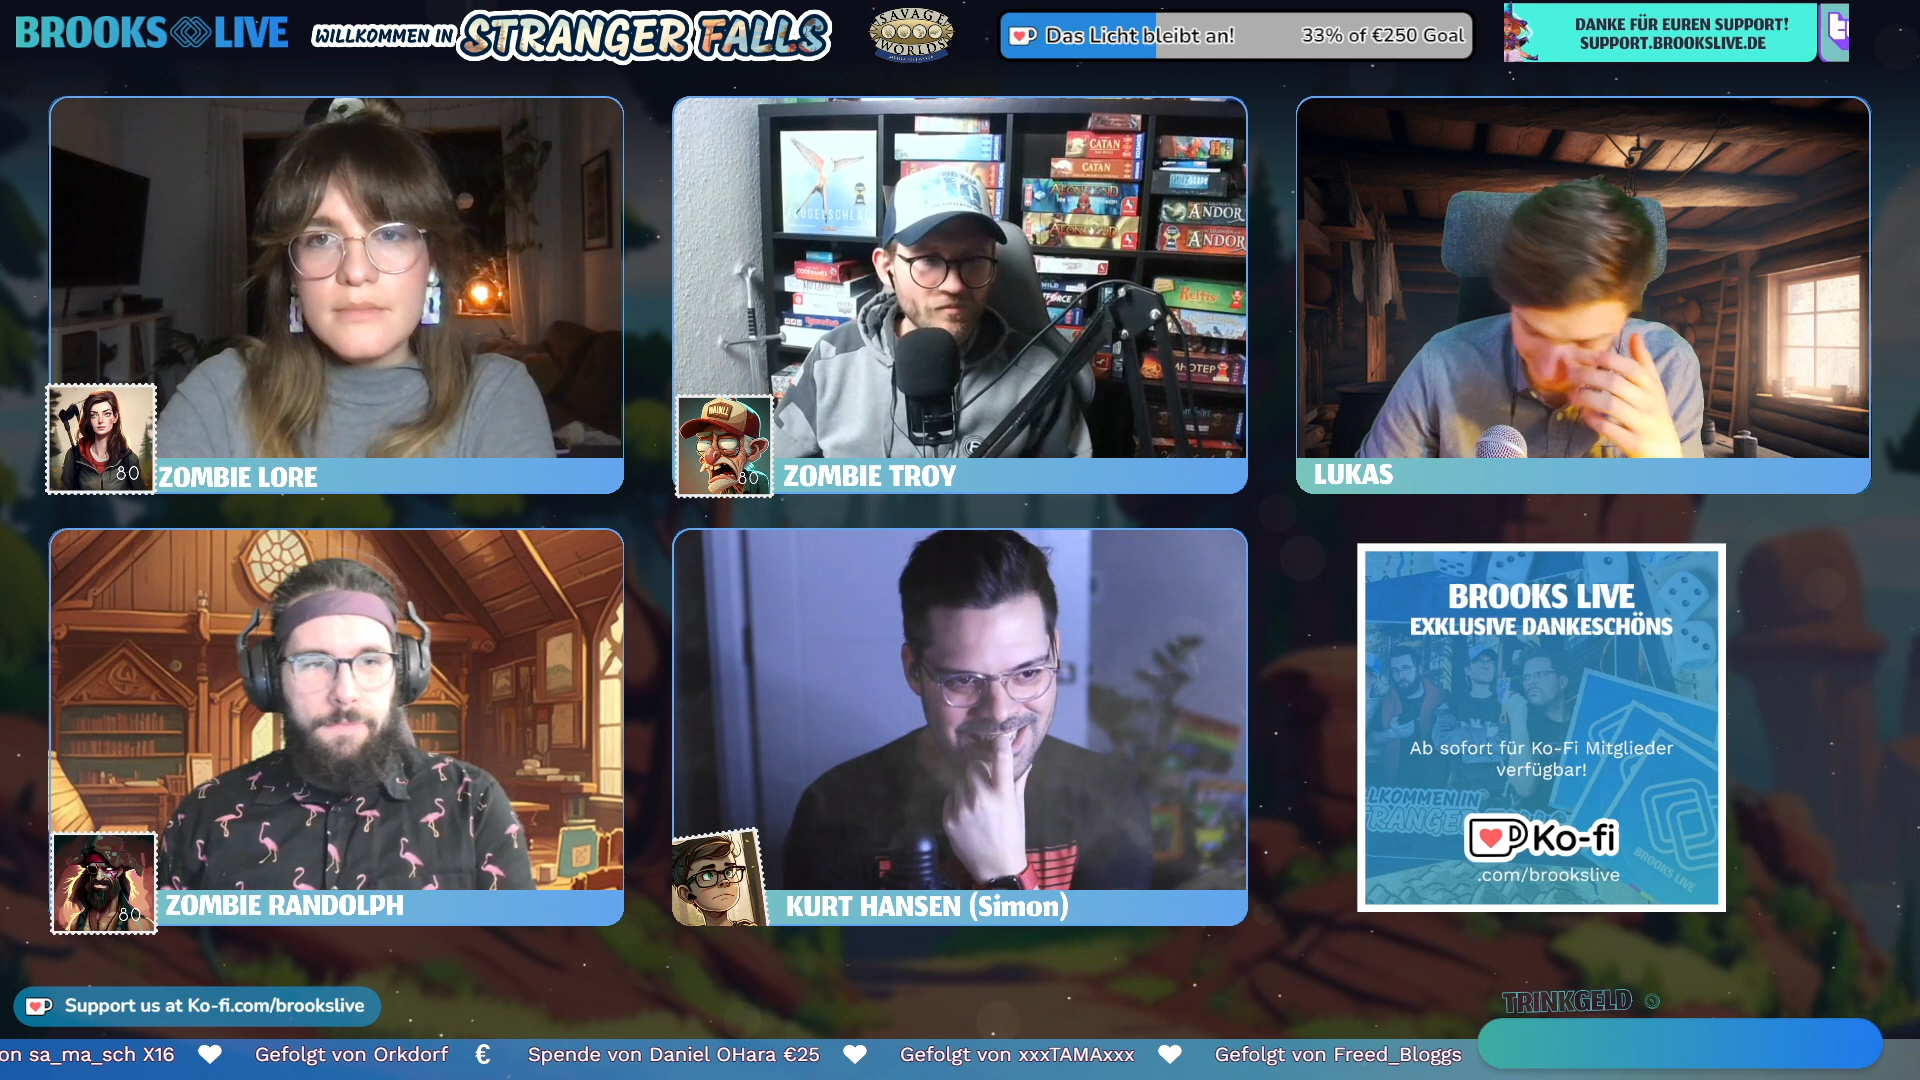 BROOKS LIVE
WILLKOMMEN IN STRANGER FALLS
SAVAGE WORLDS
Das Licht bleibt an! 33% of €250 Goal
DANKE FÜR EUREN SUPPORT!
SUPPORT.BROOKSLIVE.DE
CATAN
CATAN
ANDOR
ANDOR
Keltis
80
ZOMBIE LORE
80
ZOMBIE TROY
LUKAS
BROOKS LIVE
EXKLUSIVE DANKESCHÖNS
Ab sofort für Ko-Fi Mitglieder
verfügbar!
Ko-fi
.com/brookslive
BROOKS LIVE
80
ZOMBIE RANDOLPH
KURT HANSEN (Simon)
Support us at Ko-fi.com/brookslive
TRINKGELD
on sa_ma_sch X16 Gefolgt von Orkdorf € Spende von Daniel OHara €25 Gefolgt von xxxTAMAxxx Gefolgt von Freed_Bloggs